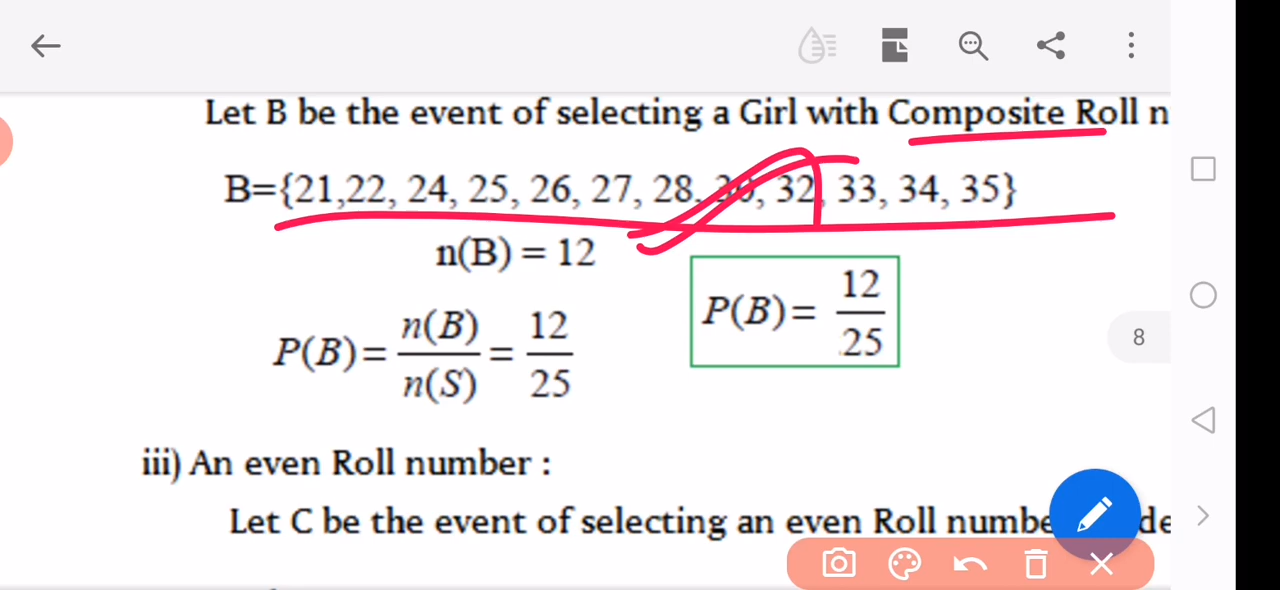 Let B be the event of selecting a Girl with Composite Roll n
B={21,22, 24, 25, 26, 27, 28, 30, 32, 33, 34, 35}
n(B) = 12
P(B)= n(B)/n(S) = 12/25
P(B)= 12/25
8
iii) An even Roll number :
Let C be the event of selecting an even Roll numbe de